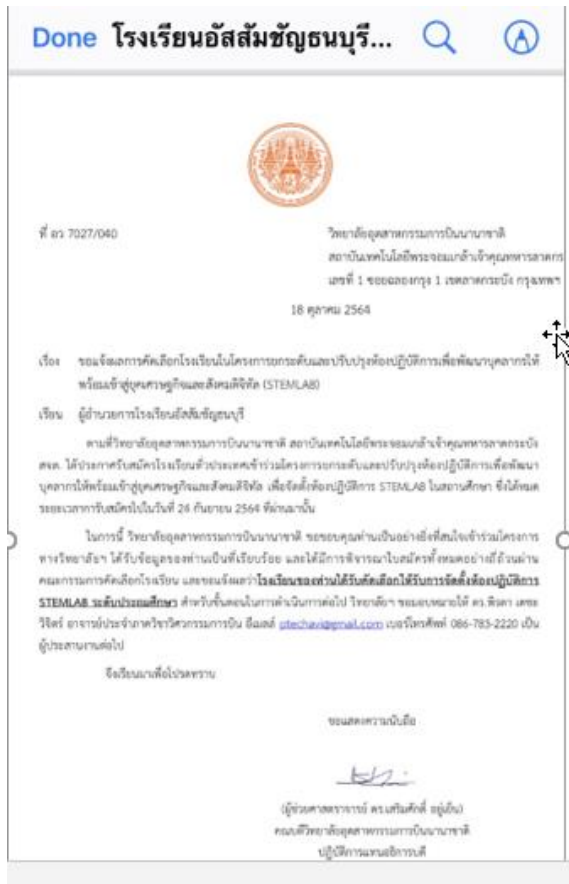 Done โรงเรียนอัสสัมชัญธนบุรี...
ที่ อว 7027/040
วิทยาลัยอุตสาหกรรมการบินนานาชาติ
สถาบันเทคโนโลยีพระจอมเกล้าเจ้าคุณทหารลาดกร
เลขที่ 1 ซอยฉลองกรุง 1 เขตลาดกระบัง กรุงเทพฯ
18 ตุลาคม 2564
เรื่อง ขอแจ้งผลการคัดเลือกโรงเรียนในโครงการยกระดับและปรับปรุงห้องปฏิบัติการเพื่อพัฒนาบุคลากรให้
พร้อมเข้าสู่ยุคเศรษฐกิจและสังคมดิจิทัล (STEMLAB)
เรียน ผู้อำนวยการโรงเรียนอัสสัมชัญธนบุรี
ตามที่วิทยาลัยอุตสาหกรรมการบินนานาชาติ สถาบันเทคโนโลยีพระจอมเกล้าเจ้าคุณทหารลาดกระบัง
สจล. ได้ประกาศรับสมัครโรงเรียนทั่วประเทศเข้าร่วมโครงการยกระดับและปรับปรุงห้องปฏิบัติการเพื่อพัฒนา
บุคลากรให้พร้อมเข้าสู่ยุคเศรษฐกิจและสังคมดิจิทัล เพื่อจัดตั้งห้องปฏิบัติการ STEMLAB ในสถานศึกษา ซึ่งได้หมด
ระยะเวลาการรับสมัครไปในวันที่ 24 กันยายน 2564 ที่ผ่านมานั้น
ในการนี้ วิทยาลัยอุตสาหกรรมการบินนานาชาติ ขอขอบคุณท่านเป็นอย่างยิ่งที่สนใจเข้าร่วมโครงการ
ทางวิทยาลัยฯ ได้รับข้อมูลของท่านเป็นที่เรียบร้อย และได้มีการพิจารณาใบสมัครทั้งหมดอย่างถี่ถ้วนผ่าน
คณะกรรมการคัดเลือกโรงเรียน และขอแจ้งผลว่าโรงเรียนของท่านได้รับคัดเลือกให้ได้รับการจัดตั้งห้องปฏิบัติการ
STEMLAB ระดับประถมศึกษา สำหรับขั้นตอนในการดำเนินการต่อไป วิทยาลัยฯ ขอมอบหมายให้ ดร.พิวดา เตชะ
วิจิตร์ อาจารย์ประจำภาควิชาวิศวกรรมการบิน อีเมลล์ ptechavi@gmail.com เบอร์โทรศัพท์ 086-783-2220 เป็น
ผู้ประสานงานต่อไป
จึงเรียนมาเพื่อโปรดทราบ
ขอแสดงความนับถือ
(ผู้ช่วยศาสตราจารย์ ดร.เสริมศักดิ์ อยู่เย็น)
คณบดีวิทยาลัยอุตสาหกรรมการบินนานาชาติ
ปฏิบัติการแทนอธิการบดี